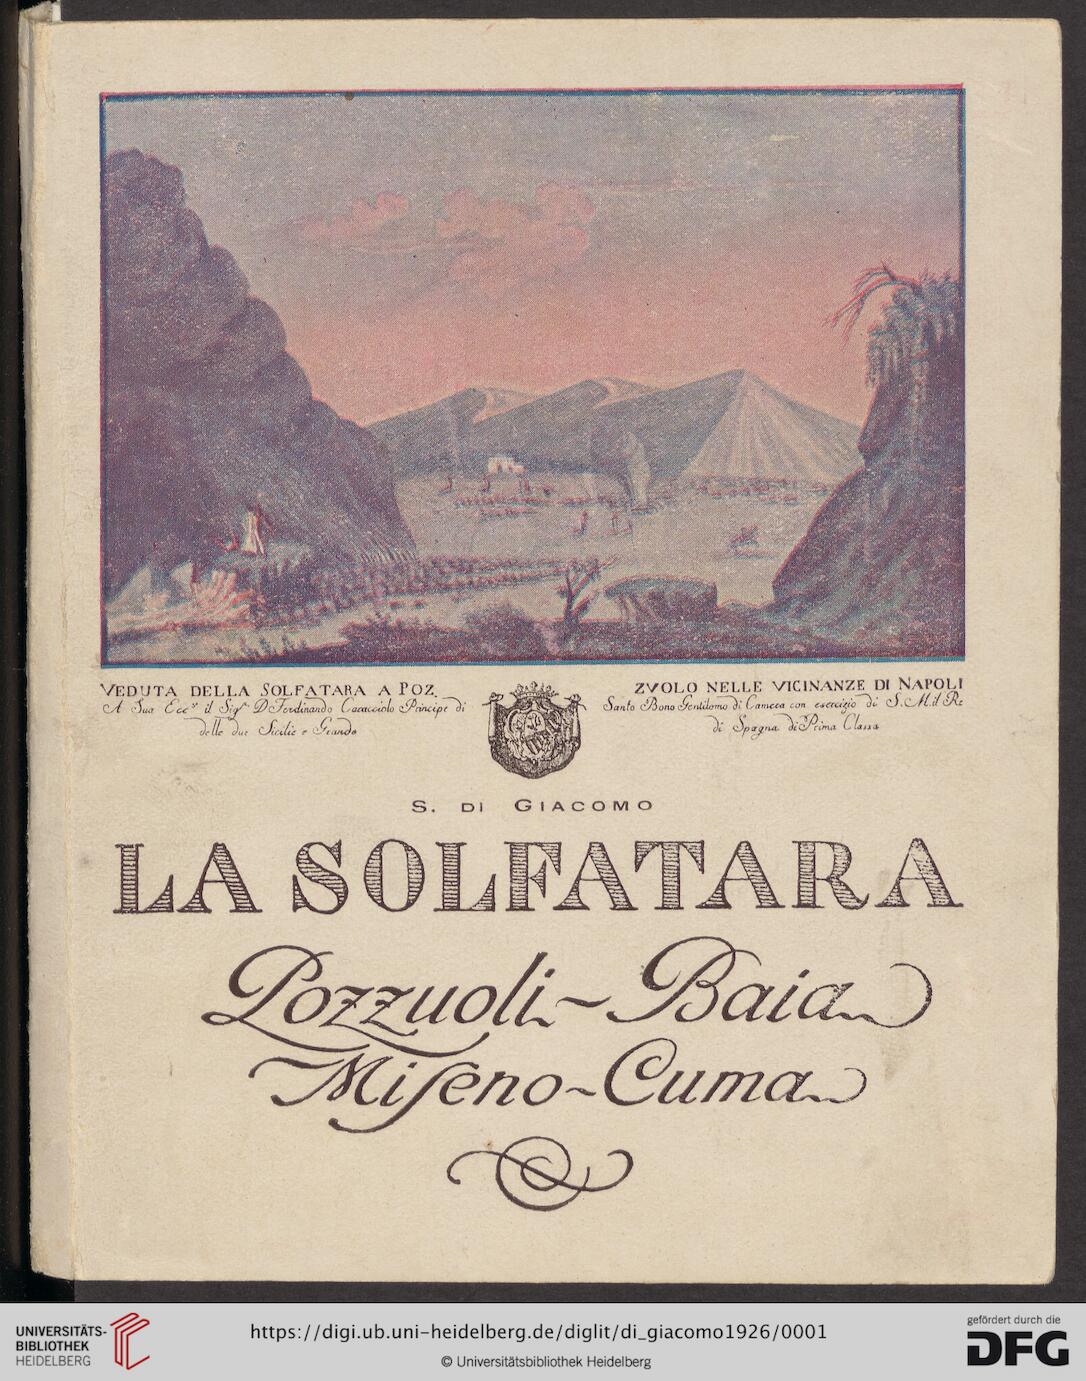 VEDUTA DELLA SOLFATARA A POZ
ZVOLO NELLE VICINANZE DI NAPOLI
A Sua Ecc.ª il Sig.r D. Ferdinando Caracciolo Principe di
Santo Bono Gentilomo di Camera con esercizio di S. M. il Re
delle due Sicilie e Grande
di Spagna di Prima Classa
S. DI GIACOMO
LA SOLFATARA
Pozzuoli - Baia
Miſeno - Cuma
UNIVERSITÄTS-
BIBLIOTHEK
HEIDELBERG
https://digi.ub.uni-heidelberg.de/diglit/di_giacomo1926/0001
© Universitätsbibliothek Heidelberg
gefördert durch die
DFG